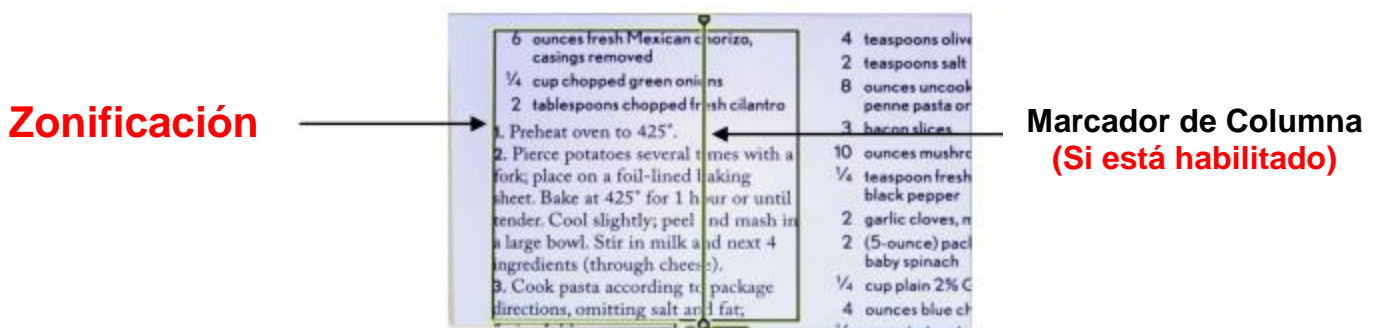 Zonificación
6 ounces fresh Mexican chorizo,
casings removed
¼ cup chopped green onions
2 tablespoons chopped fresh cilantro
1. Preheat oven to 425°.
2. Pierce potatoes several times with a
fork; place on a foil-lined baking
sheet. Bake at 425° for 1 hour or until
tender. Cool slightly; peel and mash in
a large bowl. Stir in milk and next 4
ingredients (through cheese).
3. Cook pasta according to package
directions, omitting salt and fat;
4 teaspoons olive
2 teaspoons salt
8 ounces uncook
penne pasta or
3 bacon slices
10 ounces mushro
¼ teaspoon fresh
black pepper
2 garlic cloves, m
2 (5-ounce) pack
baby spinach
¼ cup plain 2% G
4 ounces blue ch
Marcador de Columna
(Si está habilitado)